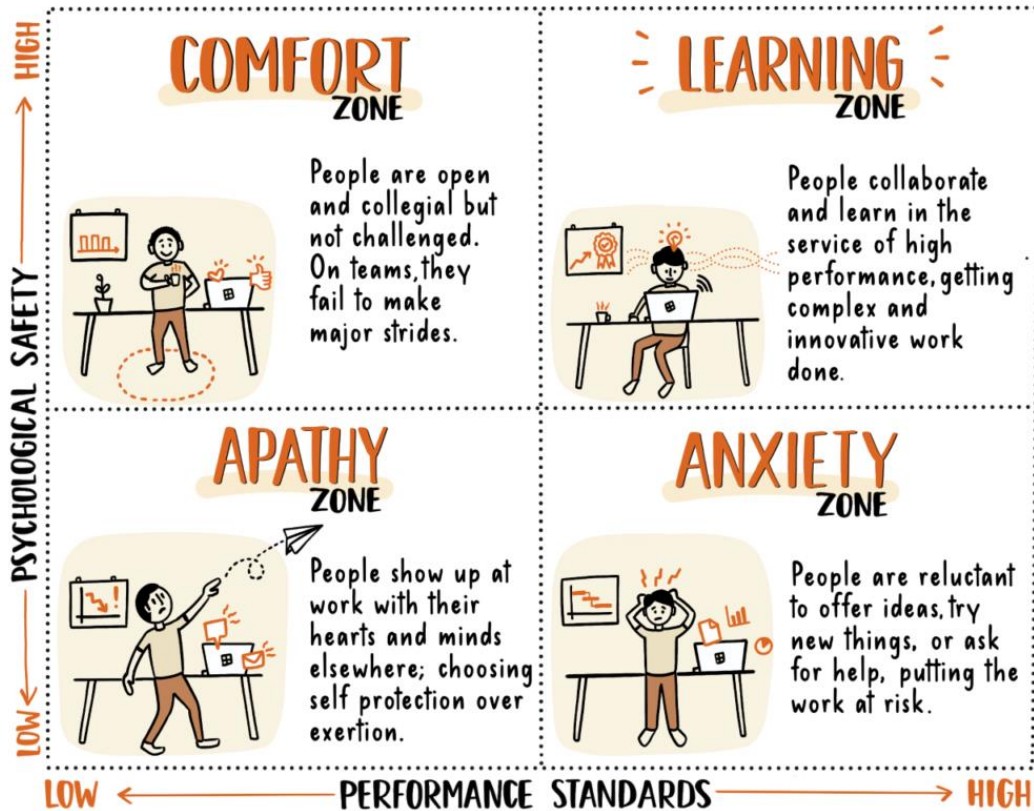 HIGH
PSYCHOLOGICAL SAFETY
LOW
COMFORT
ZONE
People are open
and collegial but
not challenged.
On teams, they
fail to make
major strides.
LEARNING
ZONE
People collaborate
and learn in the
service of high
performance, getting
complex and
innovative work
done.
APATHY
ZONE
People show up at
work with their
hearts and minds
elsewhere; choosing
self protection over
exertion.
ANXIETY
ZONE
People are reluctant
to offer ideas, try
new things, or ask
for help, putting the
work at risk.
LOW
PERFORMANCE STANDARDS
HIGH